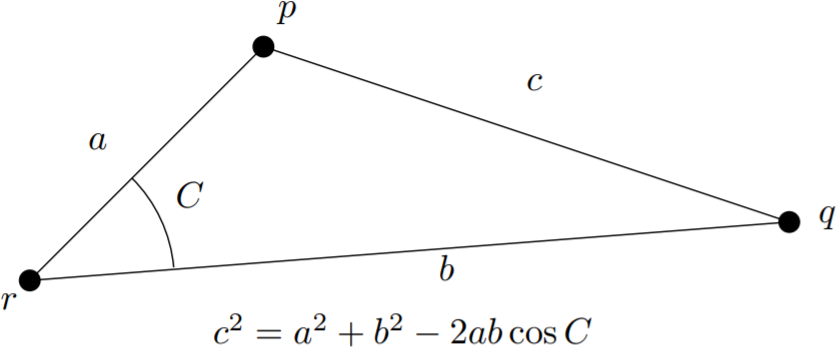 p
c
a
C
q
b
r
c² = a² + b² − 2ab cos C